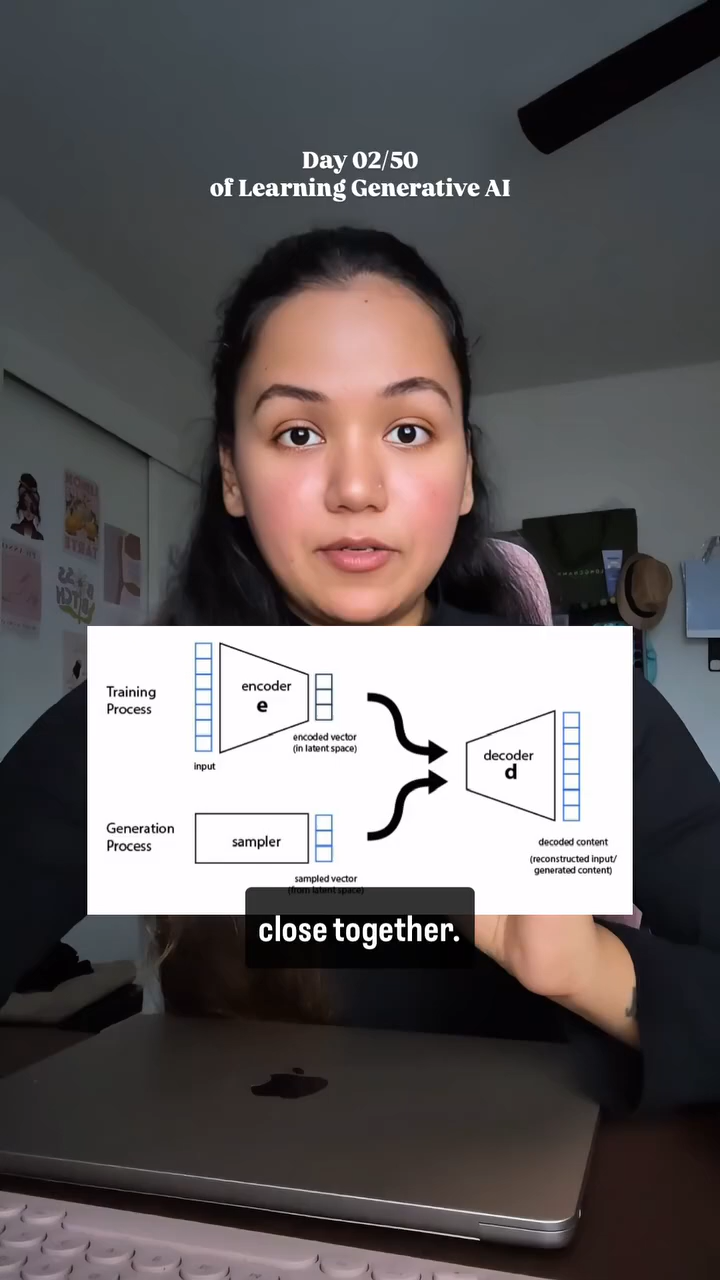 Day 02/50
of Learning Generative AI
Training
Process
encoder
e
encoded vector
(in latent space)
input
decoder
d
Generation
Process
sampler
decoded content
(reconstructed input/
generated content)
sampled vector
(from latent space)
close together.